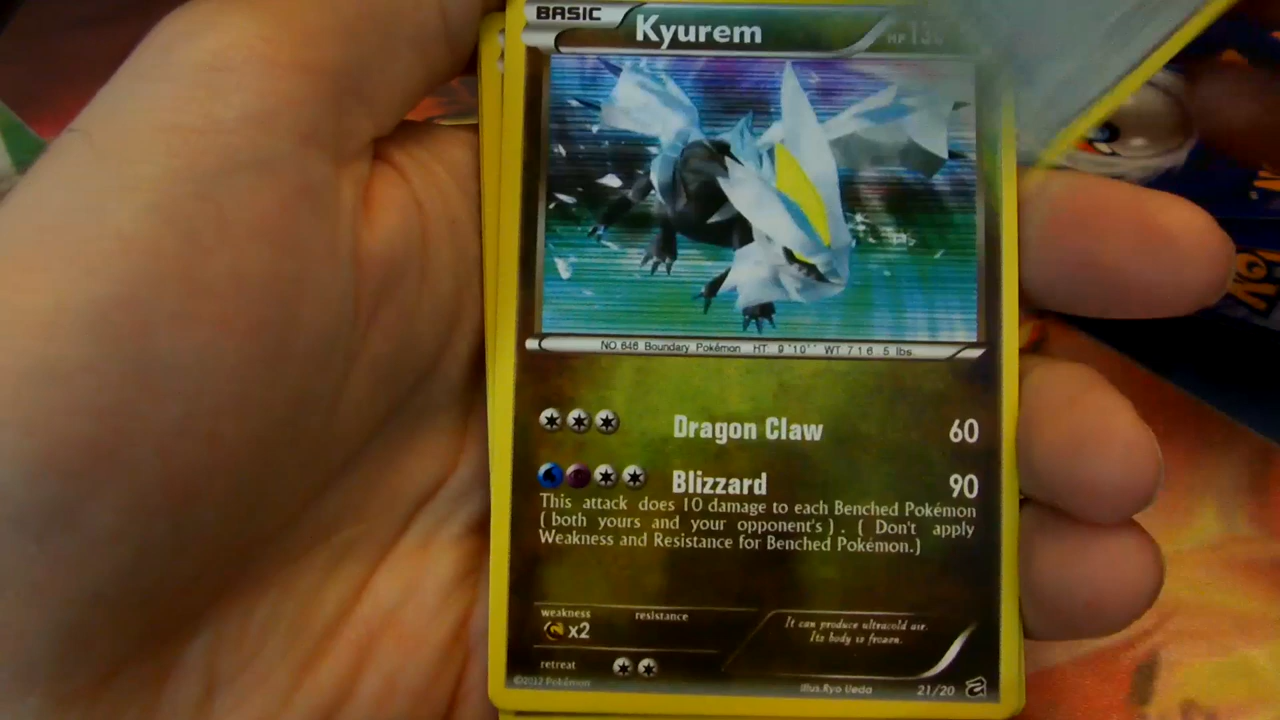 BASIC
Kyurem
HP 130
NO.646 Boundary Pokémon HT: 9'10'' WT 716.5 lbs.
Dragon Claw 60
Blizzard 90
This attack does 10 damage to each Benched Pokémon
(both yours and your opponent's). ( Don't apply
Weakness and Resistance for Benched Pokémon.)
weakness resistance
x2
It can produce ultracold air.
Its body is frozen.
retreat
©2012 Pokémon
Illus.Ryo Ueda
21/20